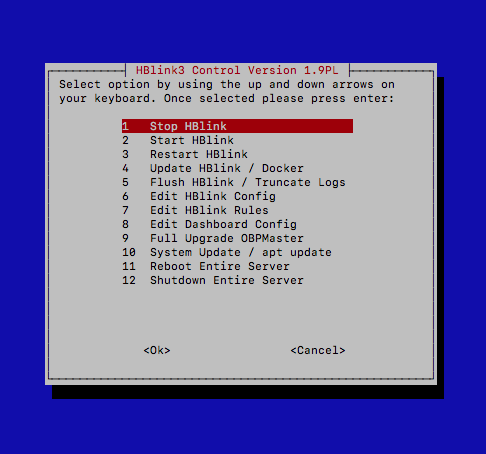 HBlink3 Control Version 1.9PL
Select option by using the up and down arrows on
your keyboard. Once selected please press enter:
1 Stop HBlink
2 Start HBlink
3 Restart HBlink
4 Update HBlink / Docker
5 Flush HBlink / Truncate Logs
6 Edit HBlink Config
7 Edit HBlink Rules
8 Edit Dashboard Config
9 Full Upgrade OBPMaster
10 System Update / apt update
11 Reboot Entire Server
12 Shutdown Entire Server
<Ok> <Cancel>